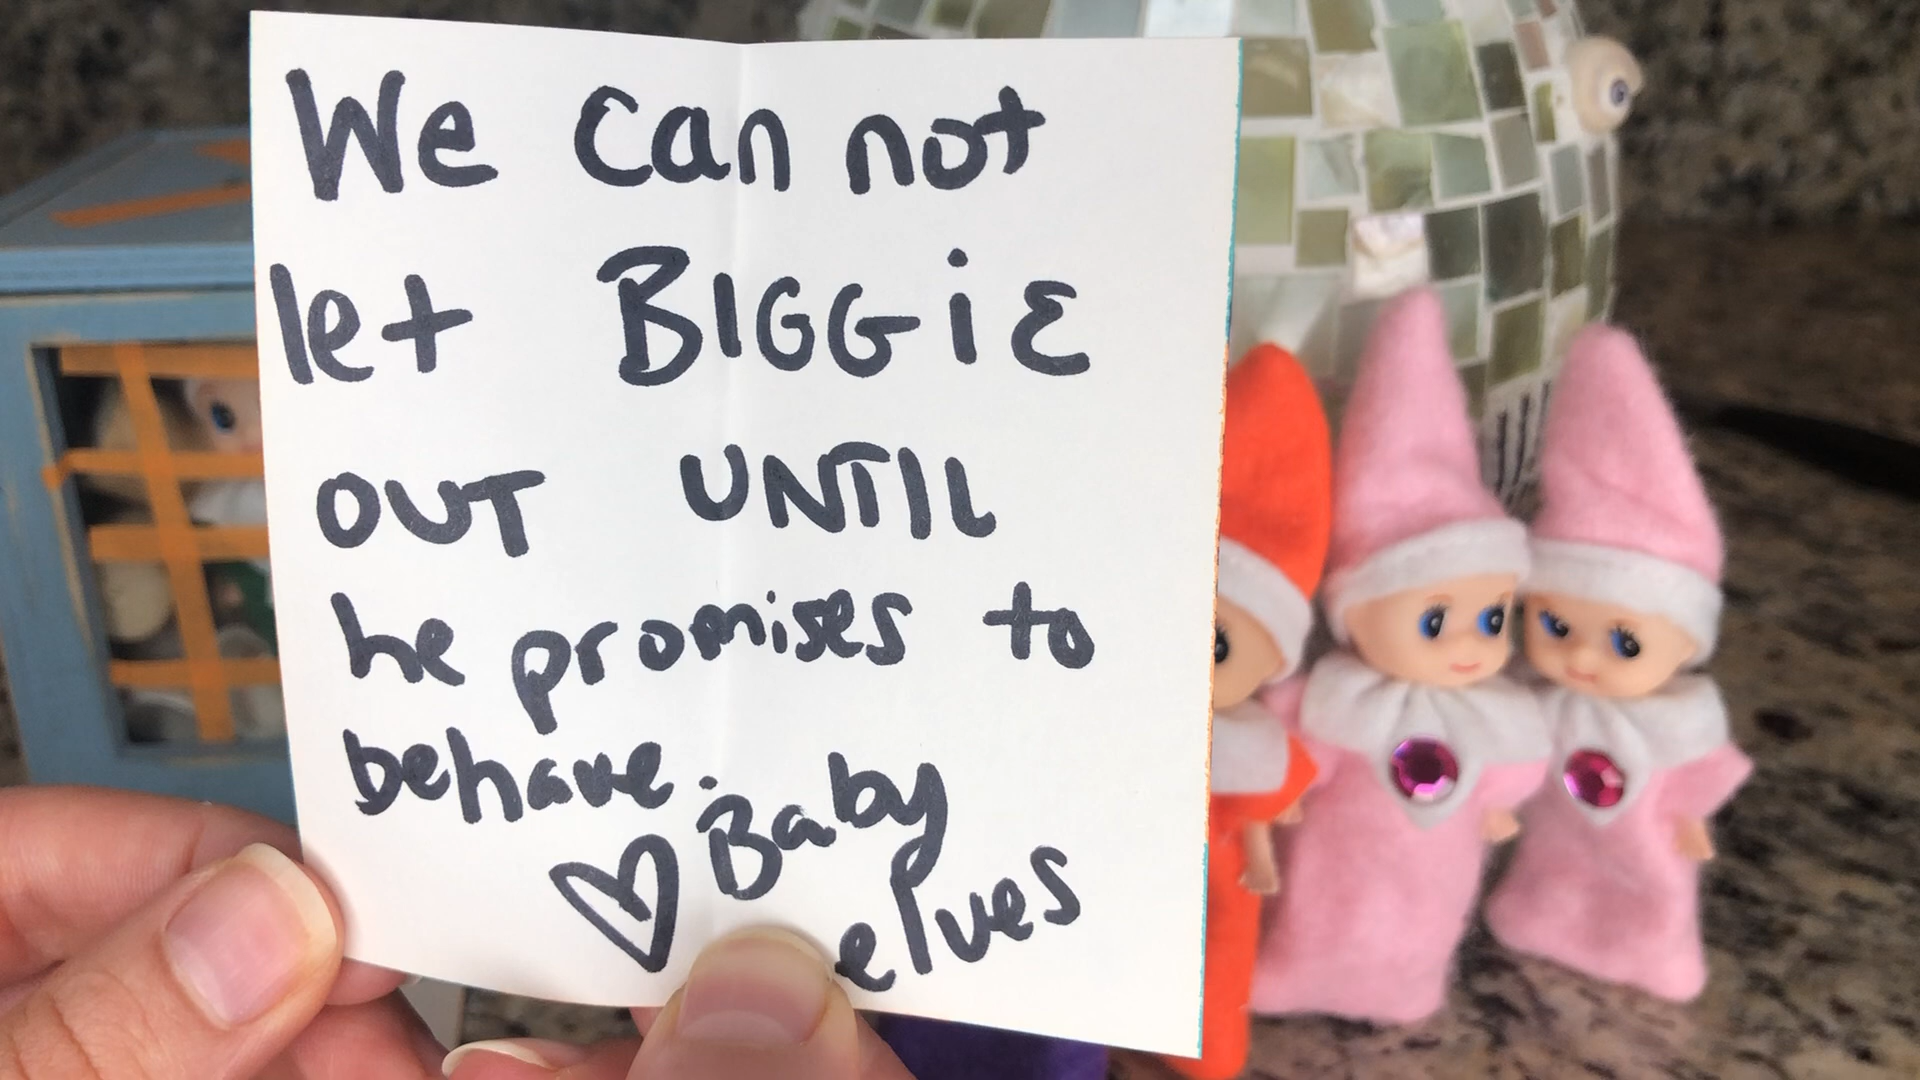 We can not
let BIGGiE
OUT UNTIL
he promises to
behave.
♡ Baby
elves